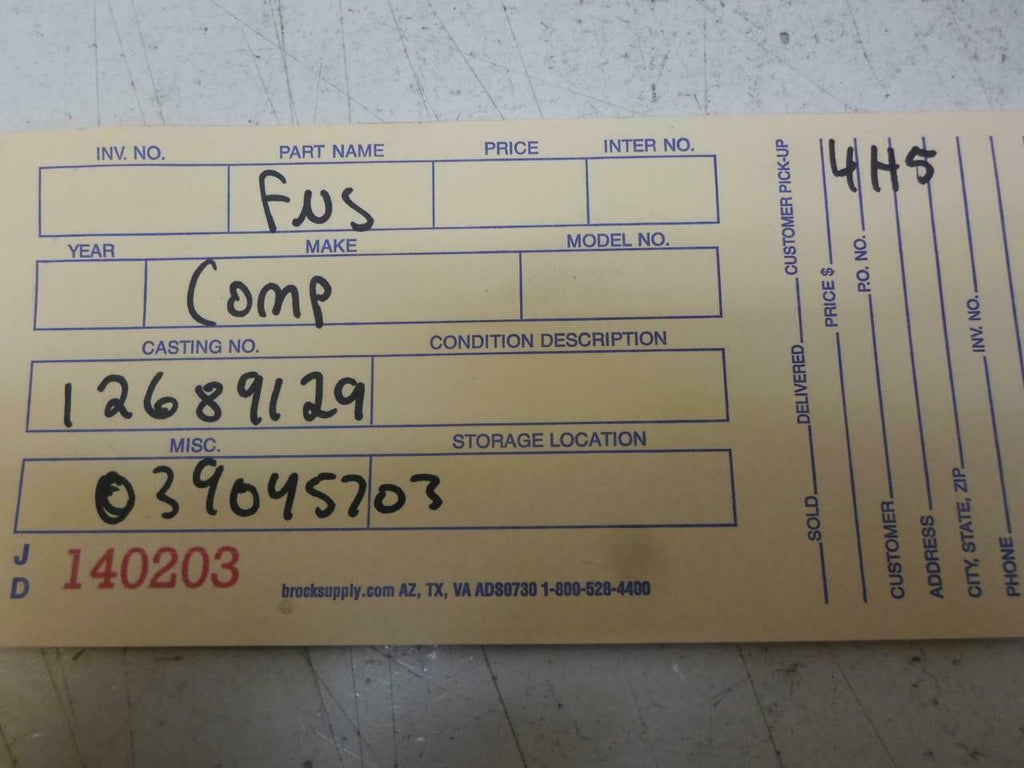 INV. NO. PART NAME PRICE INTER NO.
FUS
YEAR MAKE MODEL NO.
Comp
CASTING NO. CONDITION DESCRIPTION
12689129
MISC. STORAGE LOCATION
039045703
J D 140203
brocksupply.com AZ, TX, VA ADS0730 1-800-528-4400
4H5
SOLD DELIVERED CUSTOMER PICK-UP
PRICE $
P.O. NO.
CUSTOMER
ADDRESS
CITY, STATE, ZIP
INV. NO.
PHONE